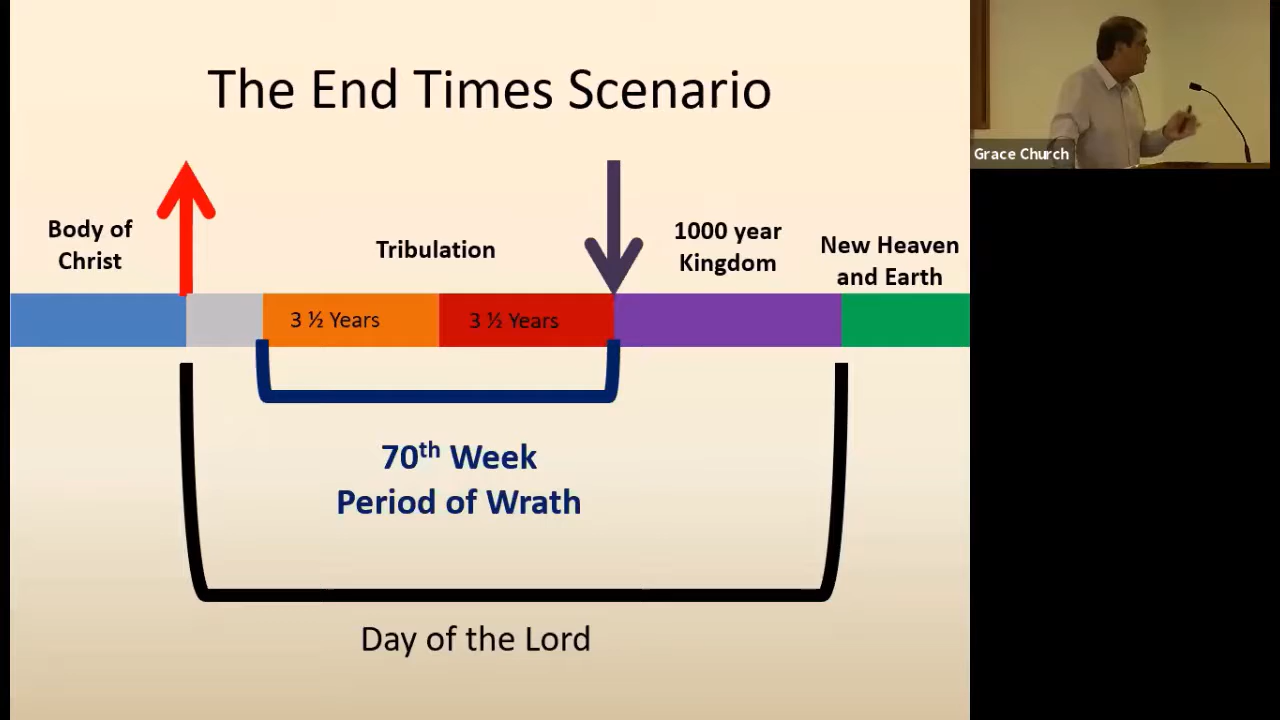 The End Times Scenario
Grace Church
Body of
Christ
Tribulation
1000 year
Kingdom
New Heaven
and Earth
3 ½ Years
3 ½ Years
70th Week
Period of Wrath
Day of the Lord